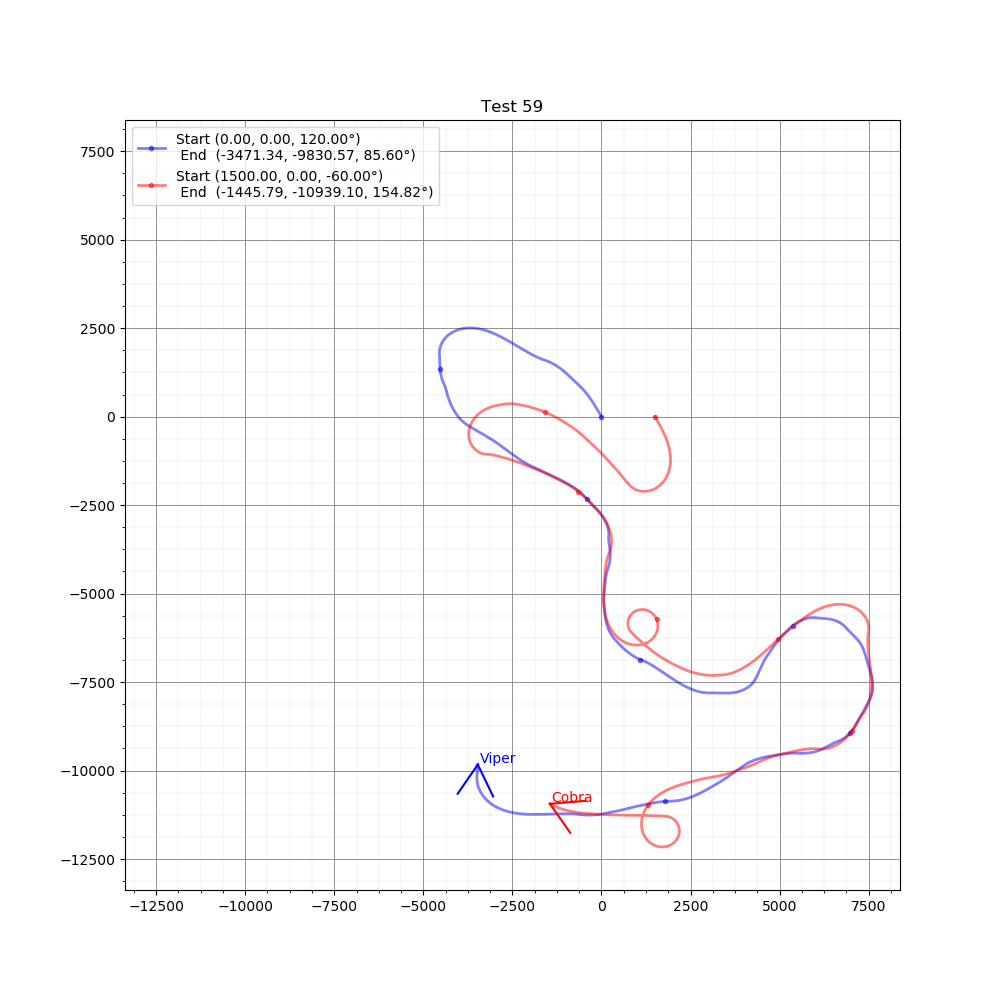 Test 59
Start (0.00, 0.00, 120.00°)
End  (-3471.34, -9830.57, 85.60°)
Start (1500.00, 0.00, -60.00°)
End  (-1445.79, -10939.10, 154.82°)
7500
5000
2500
0
−2500
−5000
−7500
−10000
−12500
Viper
Cobra
−12500 −10000 −7500 −5000 −2500 0 2500 5000 7500